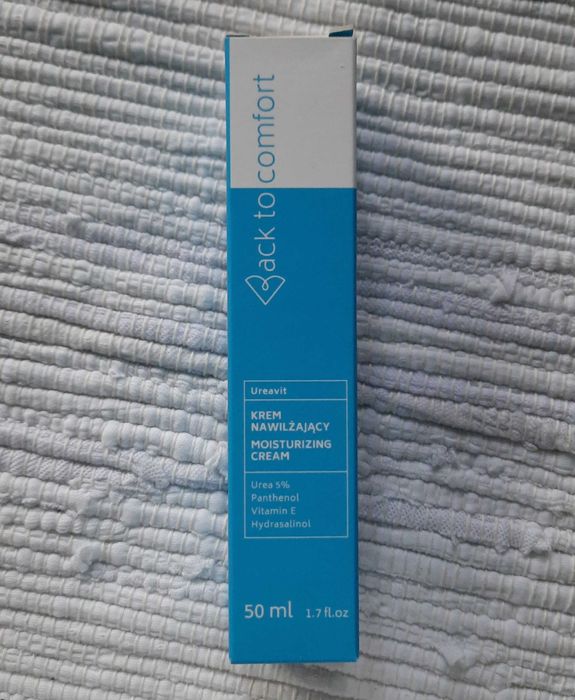 Back to comfort
Ureavit
KREM
NAWILŻAJĄCY
MOISTURIZING
CREAM
Urea 5%
Panthenol
Vitamin E
Hydrasalinol
50 ml 1.7 fl.oz